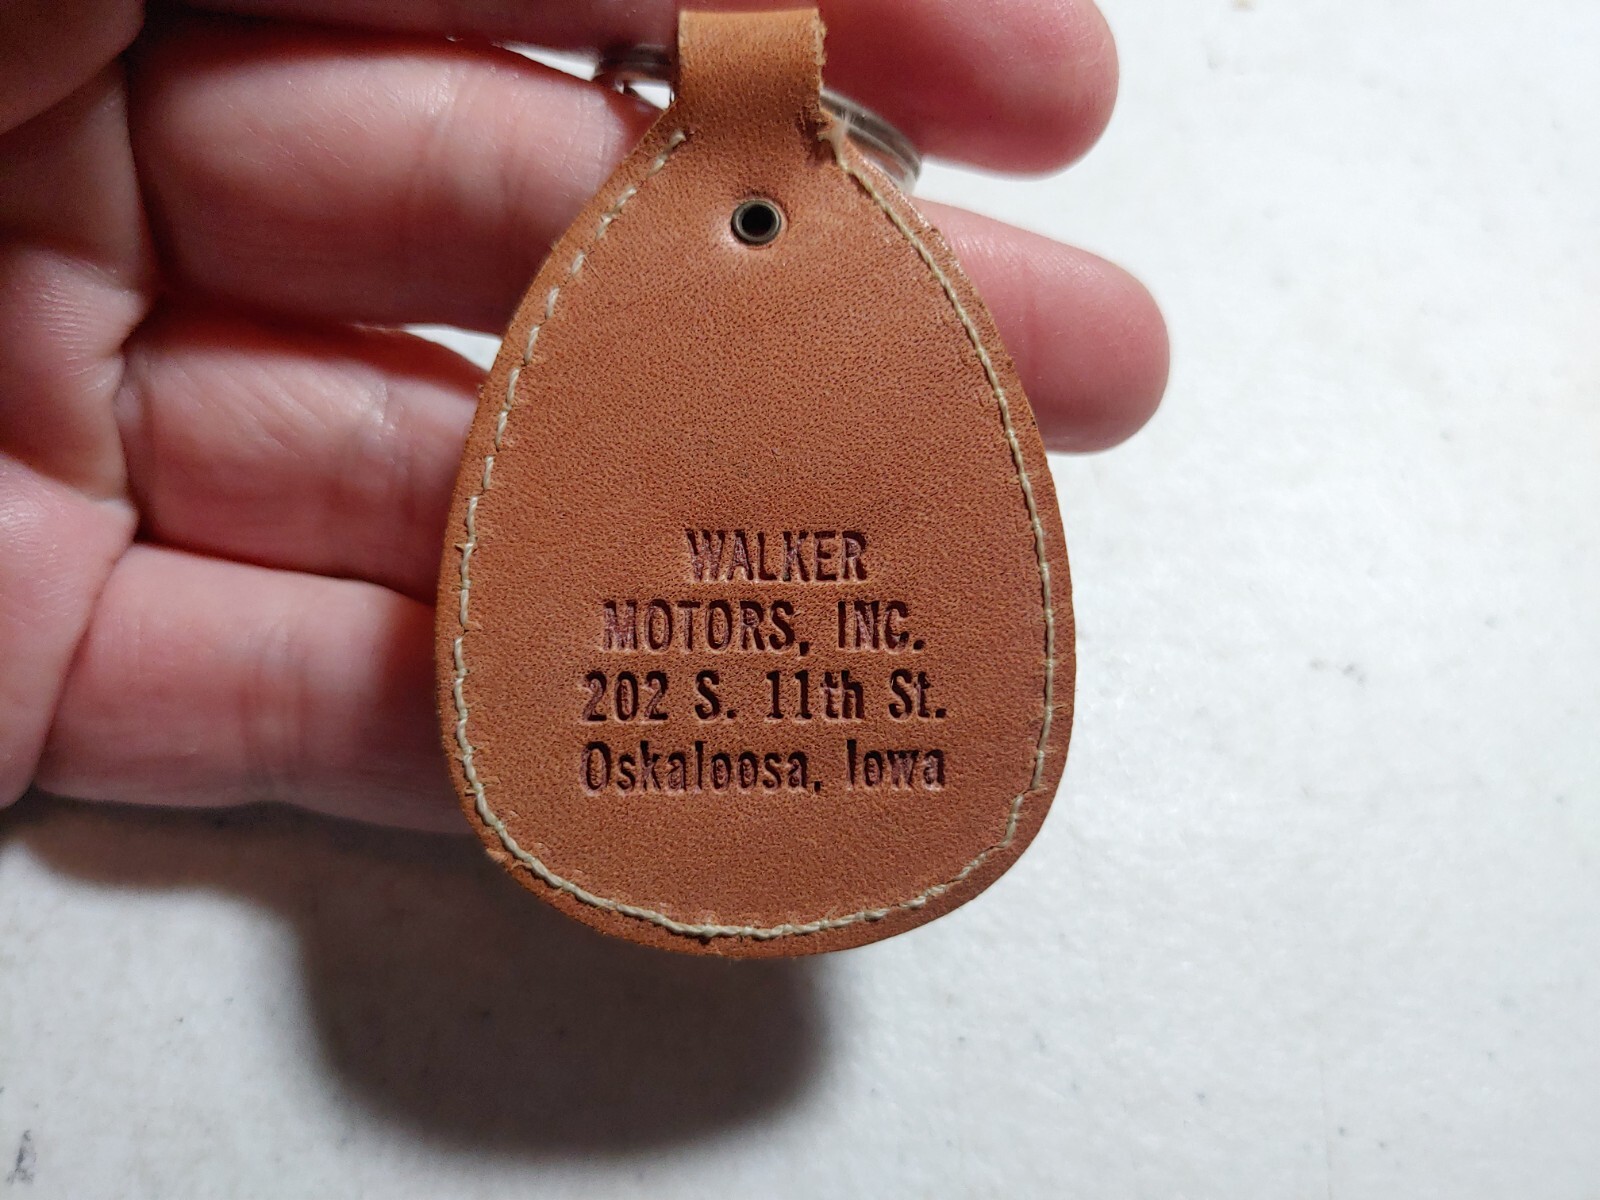 WALKER
MOTORS, INC.
202 S. 11th St.
Oskaloosa, Iowa